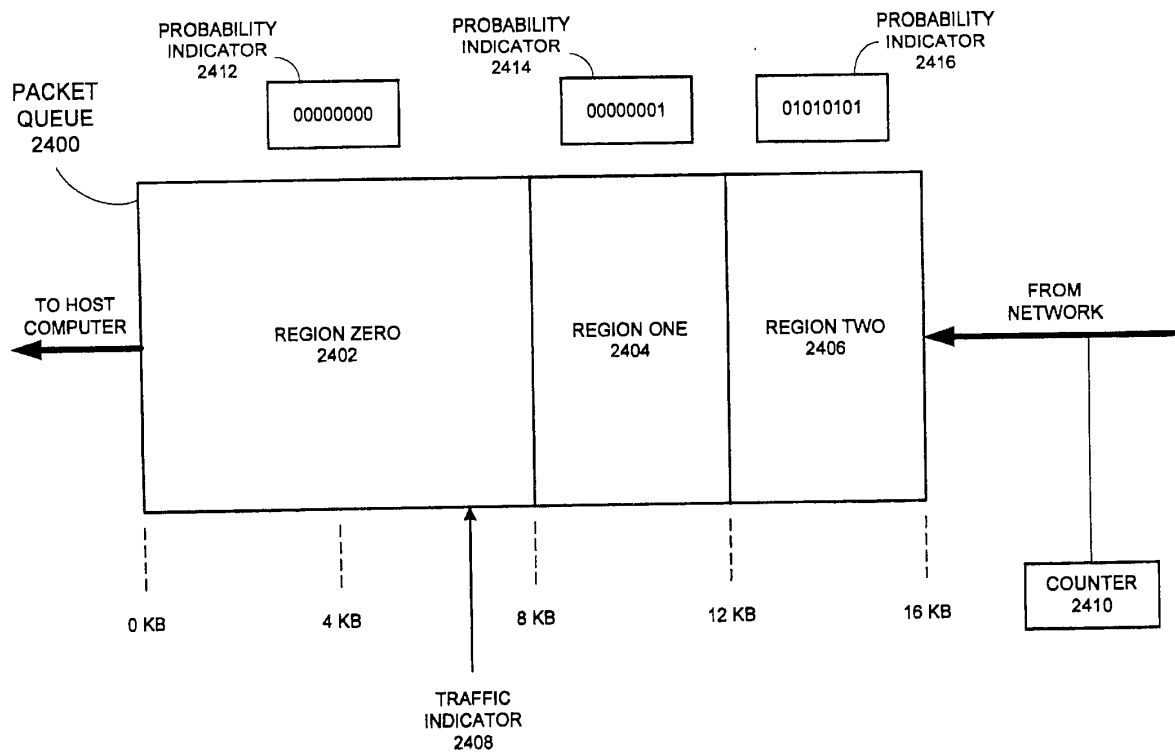 PROBABILITY
INDICATOR
2412
PROBABILITY
INDICATOR
2414
PROBABILITY
INDICATOR
2416
PACKET
QUEUE
2400
00000000
00000001
01010101
TO HOST
COMPUTER
REGION ZERO
2402
REGION ONE
2404
REGION TWO
2406
FROM
NETWORK
0 KB
4 KB
8 KB
12 KB
16 KB
COUNTER
2410
TRAFFIC
INDICATOR
2408